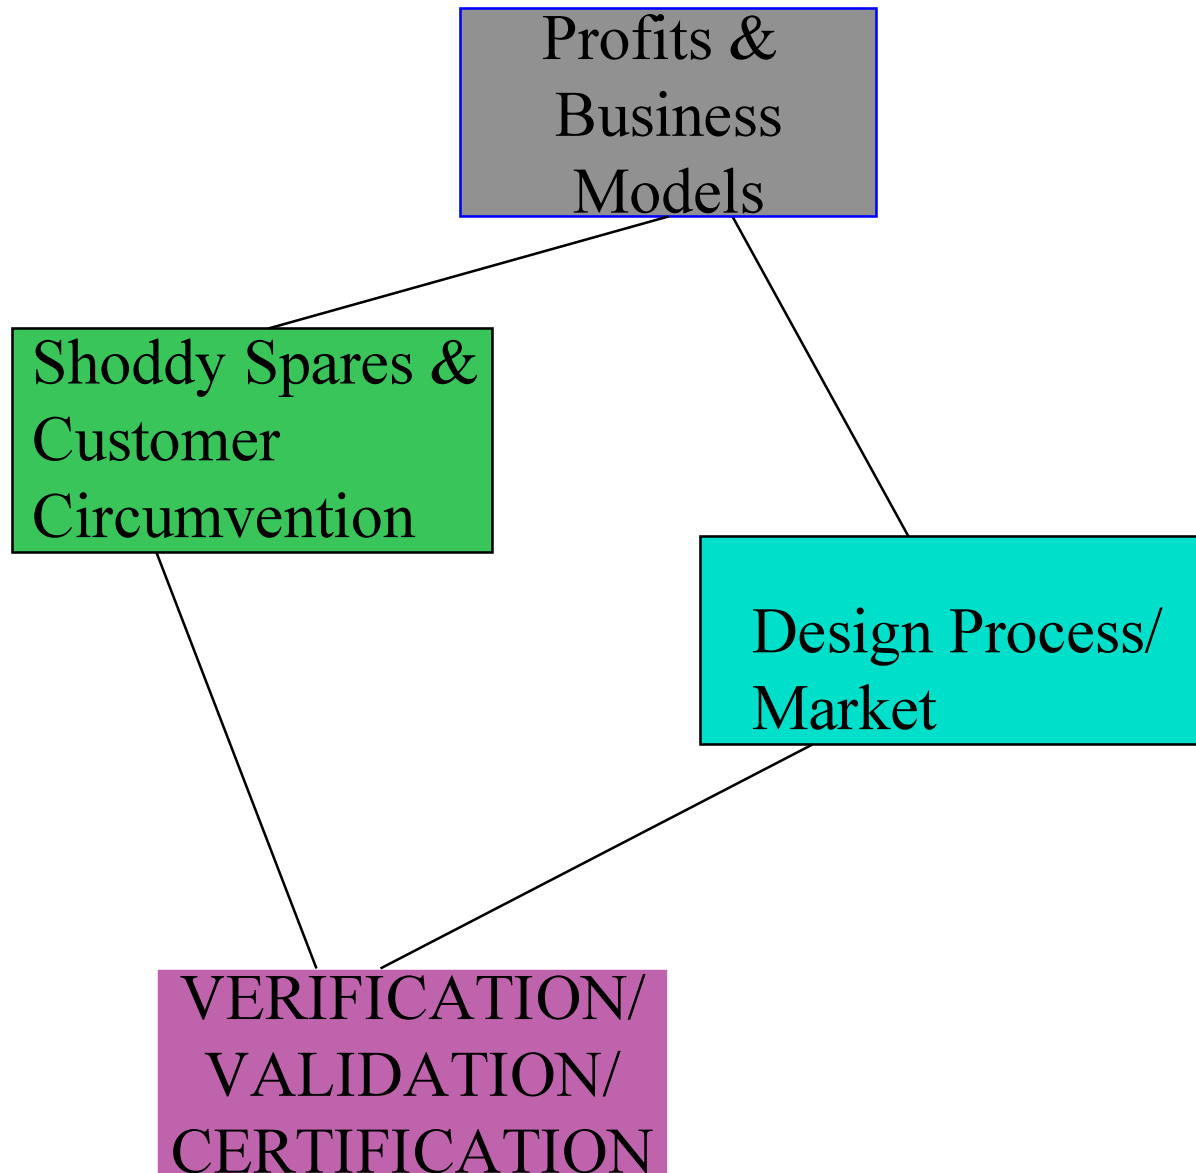 Profits &
Business
Models
Shoddy Spares &
Customer
Circumvention
Design Process/
Market
VERIFICATION/
VALIDATION/
CERTIFICATION